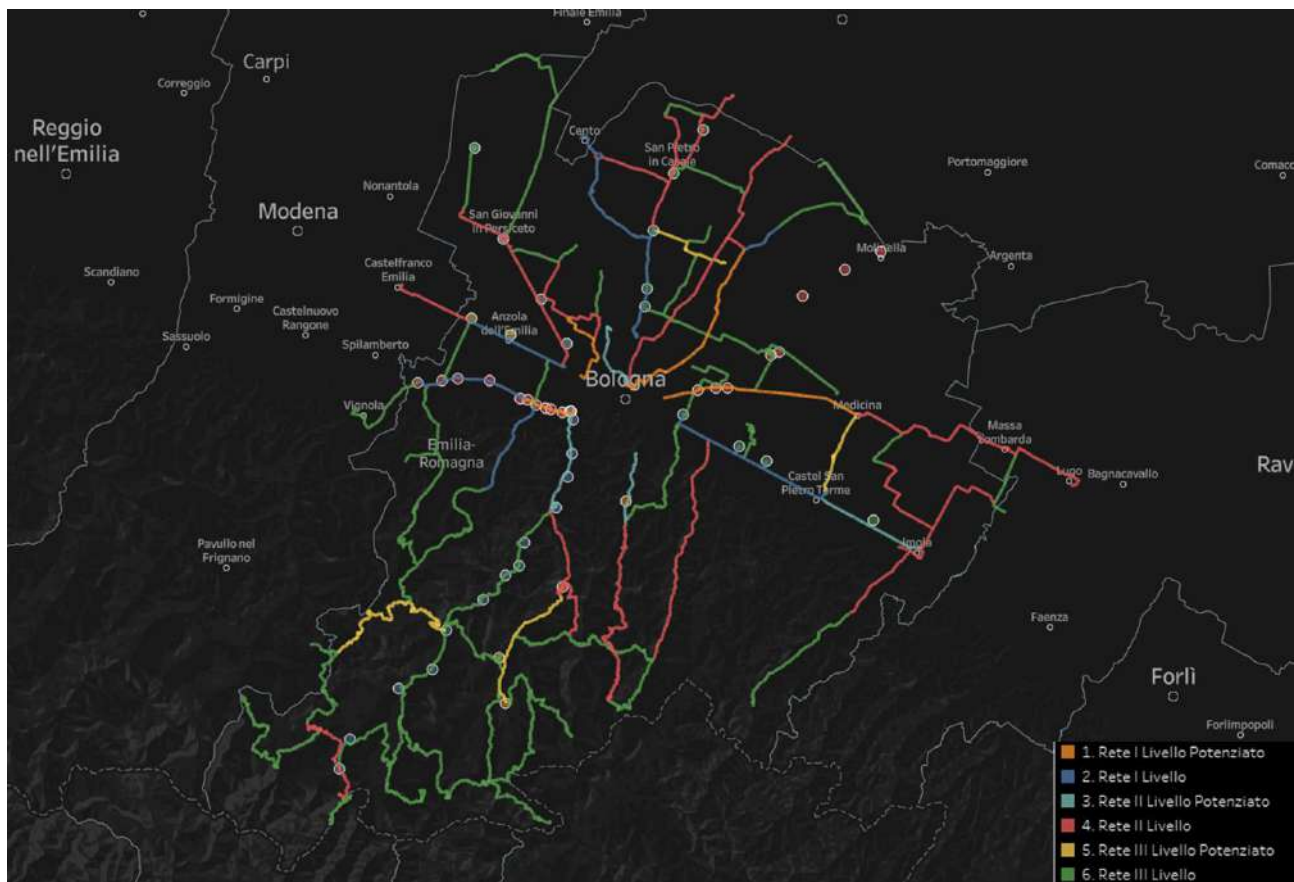 Finale Emilia
Carpi
Correggio
Reggio
nell'Emilia
Cento
San Pietro
in Casale
Portomaggiore
Nonantola
Modena
San Giovanni
in Persiceto
Molinella
Argenta
Scandiano
Castelfranco
Emilia
Formigine
Castelnuovo
Rangone
Anzola
dell'Emilia
Sassuolo
Spilamberto
Bologna
Vignola
Medicina
Massa
Lombarda
Emilia-
Romagna
Lugo
Bagnacavallo
Castel San
Pietro Terme
Imola
Pavullo nel
Frignano
Faenza
Forlì
Forlimpopoli
1. Rete I Livello Potenziato
2. Rete I Livello
3. Rete II Livello Potenziato
4. Rete II Livello
5. Rete III Livello Potenziato
6. Rete III Livello